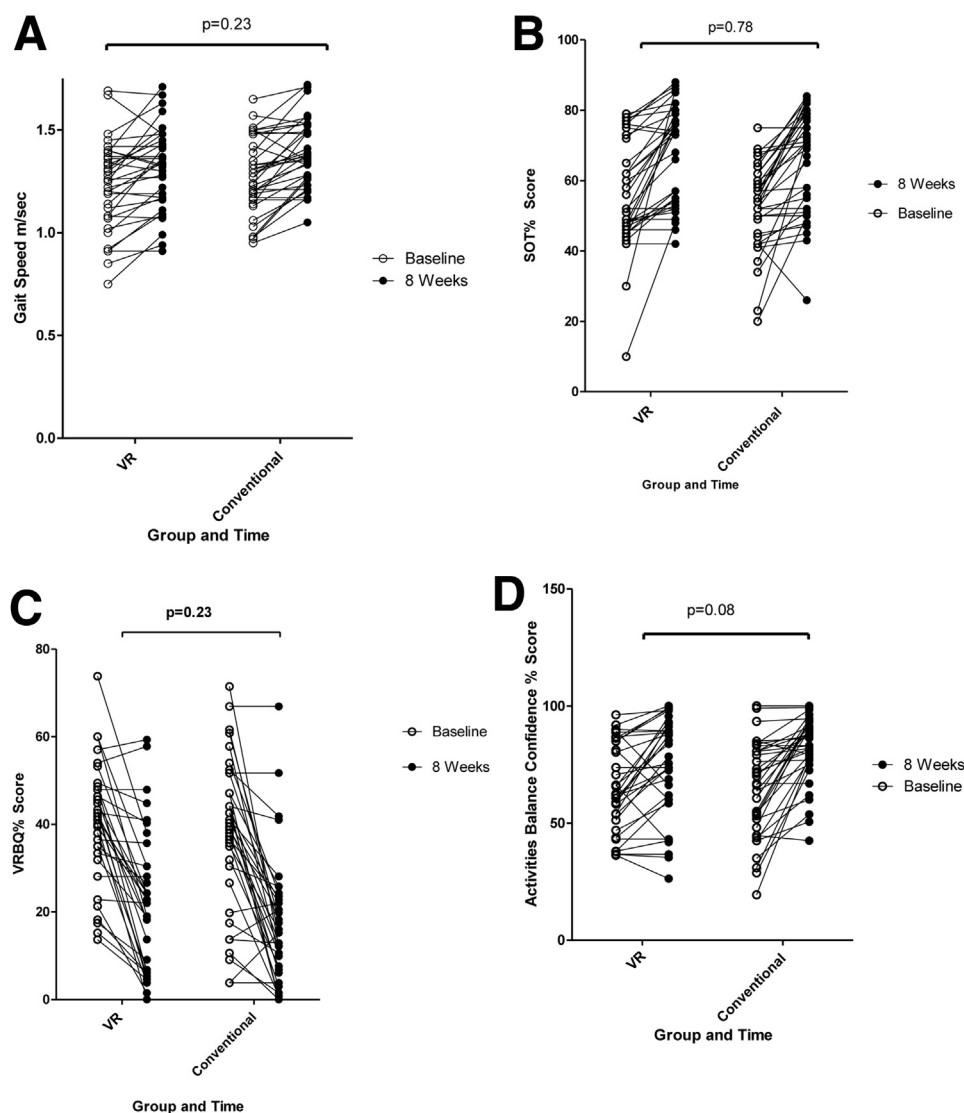 A
p=0.23
Gait Speed m/sec
1.5
1.0
0.5
0.0
VR
Conventional
Group and Time
Baseline
8 Weeks
B
p=0.78
SOT% Score
100
80
60
40
20
0
VR
Conventional
Group and Time
8 Weeks
Baseline
C
p=0.23
VRBQ% Score
80
60
40
20
0
VR
Conventional
Group and Time
Baseline
8 Weeks
D
p=0.08
Activities Balance Confidence % Score
150
100
50
0
VR
Conventional
Group and Time
8 Weeks
Baseline